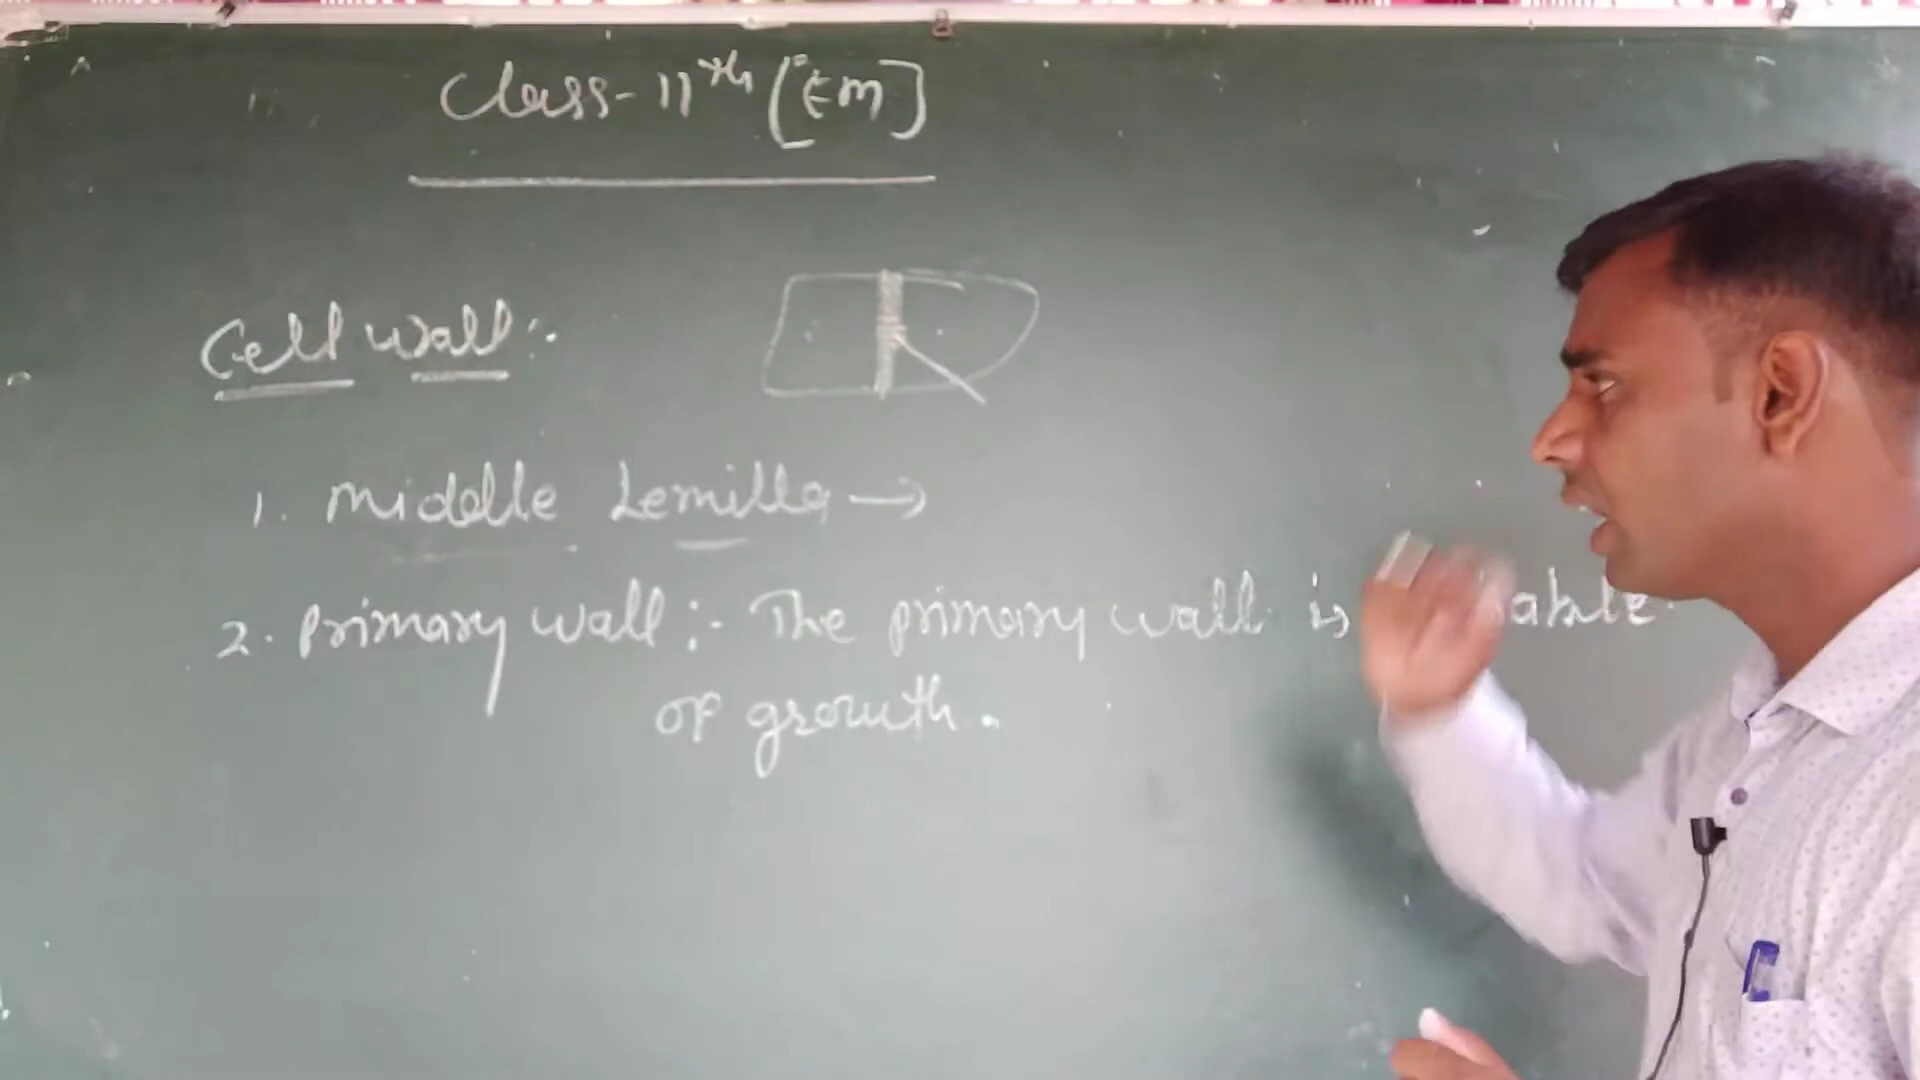 Class-11th (EM]
Cell wall :-
1. Middle Lemilla →
2. Primary wall :- The primary wall is
of growth.